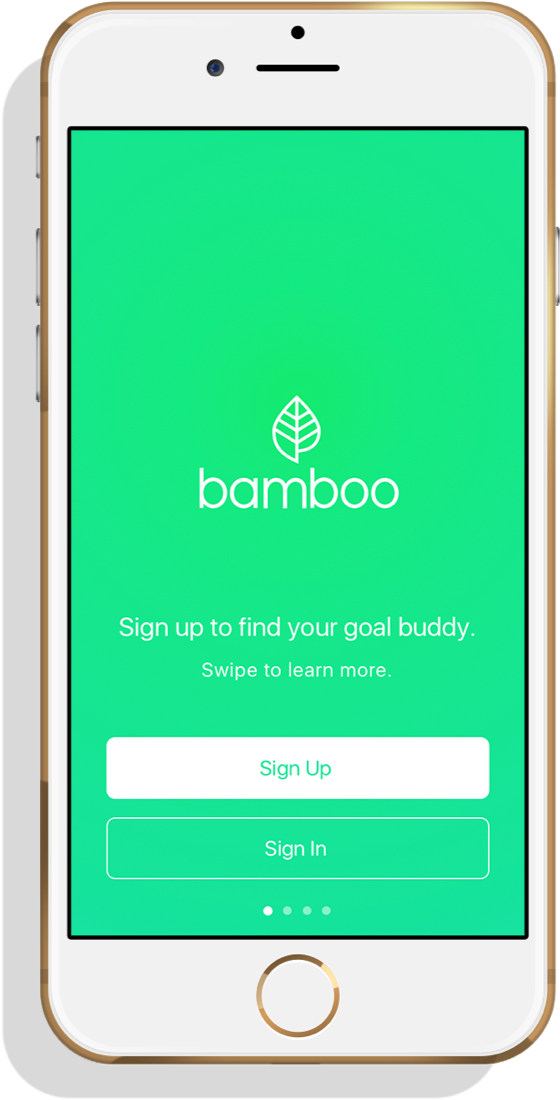 bamboo
Sign up to find your goal buddy.
Swipe to learn more.
Sign Up
Sign In